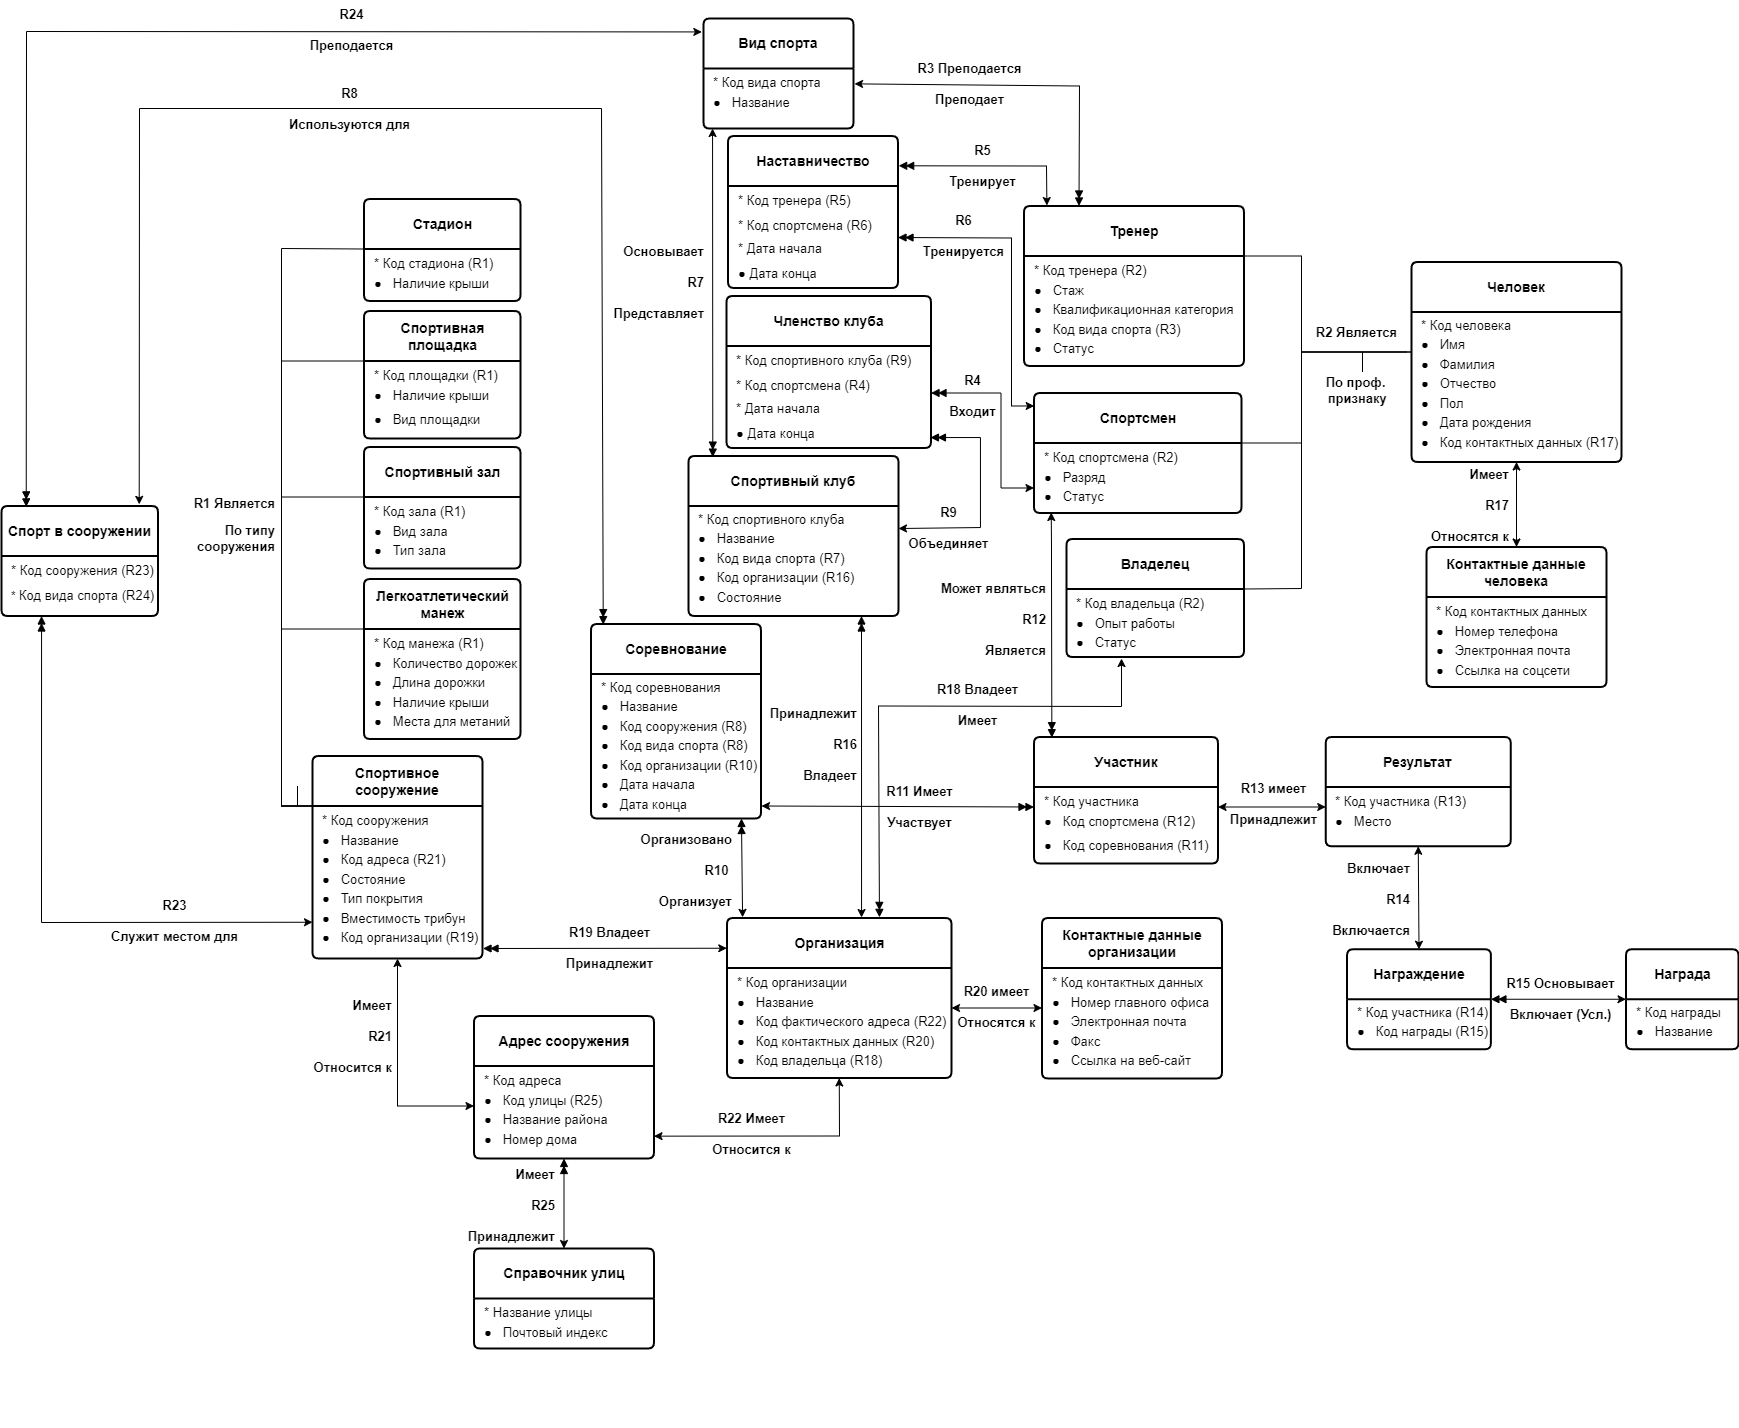 R24
Преподается
R8
Используются для
Вид спорта
* Код вида спорта
● Название
R3 Преподается
Преподает
Наставничество
* Код тренера (R5)
* Код спортсмена (R6)
* Дата начала
● Дата конца
R5
Тренирует
R6
Тренируется
Основывает
R7
Представляет
Членство клуба
* Код спортивного клуба (R9)
* Код спортсмена (R4)
* Дата начала
● Дата конца
R4
Входит
R9
Объединяет
Тренер
* Код тренера (R2)
● Стаж
● Квалификационная категория
● Код вида спорта (R3)
● Статус
R2 Является
По проф.
признаку
Человек
* Код человека
● Имя
● Фамилия
● Отчество
● Пол
● Дата рождения
● Код контактных данных (R17)
Имеет
R17
Относятся к
Контактные данные
человека
* Код контактных данных
● Номер телефона
● Электронная почта
● Ссылка на соцсети
Спортсмен
* Код спортсмена (R2)
● Разряд
● Статус
Владелец
* Код владельца (R2)
● Опыт работы
● Статус
Может являться
R12
Является
R18 Владеет
Имеет
Стадион
* Код стадиона (R1)
● Наличие крыши
Спортивная
площадка
* Код площадки (R1)
● Наличие крыши
● Вид площадки
Спортивный зал
* Код зала (R1)
● Вид зала
● Тип зала
Легкоатлетический
манеж
* Код манежа (R1)
● Количество дорожек
● Длина дорожки
● Наличие крыши
● Места для метаний
R1 Является
По типу
сооружения
Спорт в сооружении
* Код сооружения (R23)
* Код вида спорта (R24)
R23
Служит местом для
Спортивный клуб
* Код спортивного клуба
● Название
● Код вида спорта (R7)
● Код организации (R16)
● Состояние
Соревнование
* Код соревнования
● Название
● Код сооружения (R8)
● Код вида спорта (R8)
● Код организации (R10)
● Дата начала
● Дата конца
Принадлежит
R16
Владеет
R11 Имеет
Участвует
Организовано
R10
Организует
Участник
* Код участника
● Код спортсмена (R12)
● Код соревнования (R11)
R13 имеет
Принадлежит
Результат
* Код участника (R13)
● Место
Включает
R14
Включается
Награждение
* Код участника (R14)
● Код награды (R15)
R15 Основывает
Включает (Усл.)
Награда
* Код награды
● Название
Спортивное
сооружение
* Код сооружения
● Название
● Код адреса (R21)
● Состояние
● Тип покрытия
● Вместимость трибун
● Код организации (R19)
R19 Владеет
Принадлежит
Организация
* Код организации
● Название
● Код фактического адреса (R22)
● Код контактных данных (R20)
● Код владельца (R18)
R20 имеет
Относятся к
Контактные данные
организации
* Код контактных данных
● Номер главного офиса
● Электронная почта
● Факс
● Ссылка на веб-сайт
Имеет
R21
Относится к
Адрес сооружения
* Код адреса
● Код улицы (R25)
● Название района
● Номер дома
R22 Имеет
Относится к
Имеет
R25
Принадлежит
Справочник улиц
* Название улицы
● Почтовый индекс